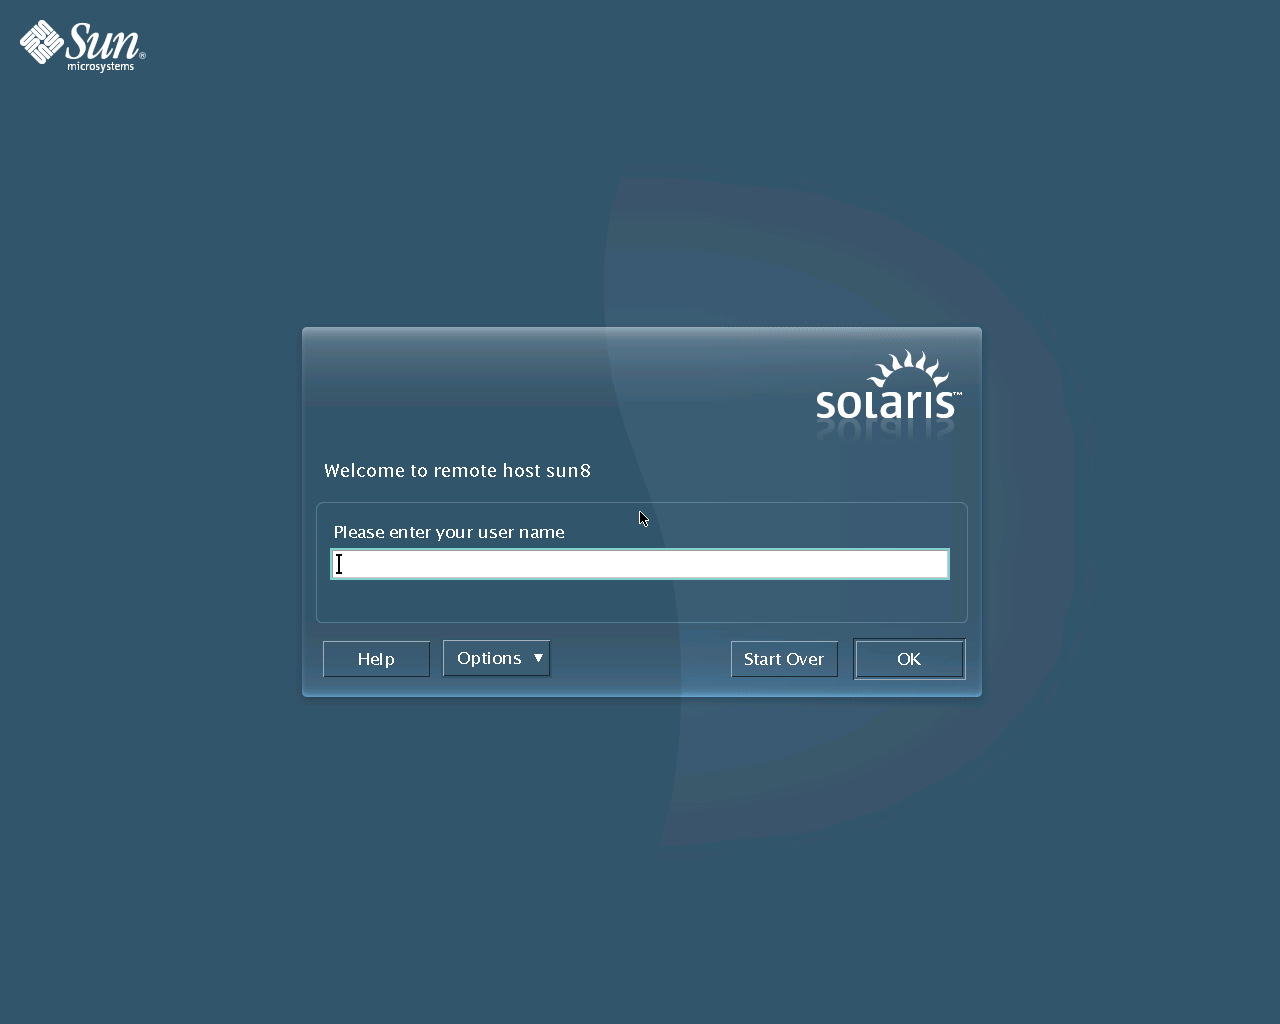 Sun®
microsystems
solaris™
Welcome to remote host sun8
Please enter your user name
Help
Options ▼
Start Over
OK